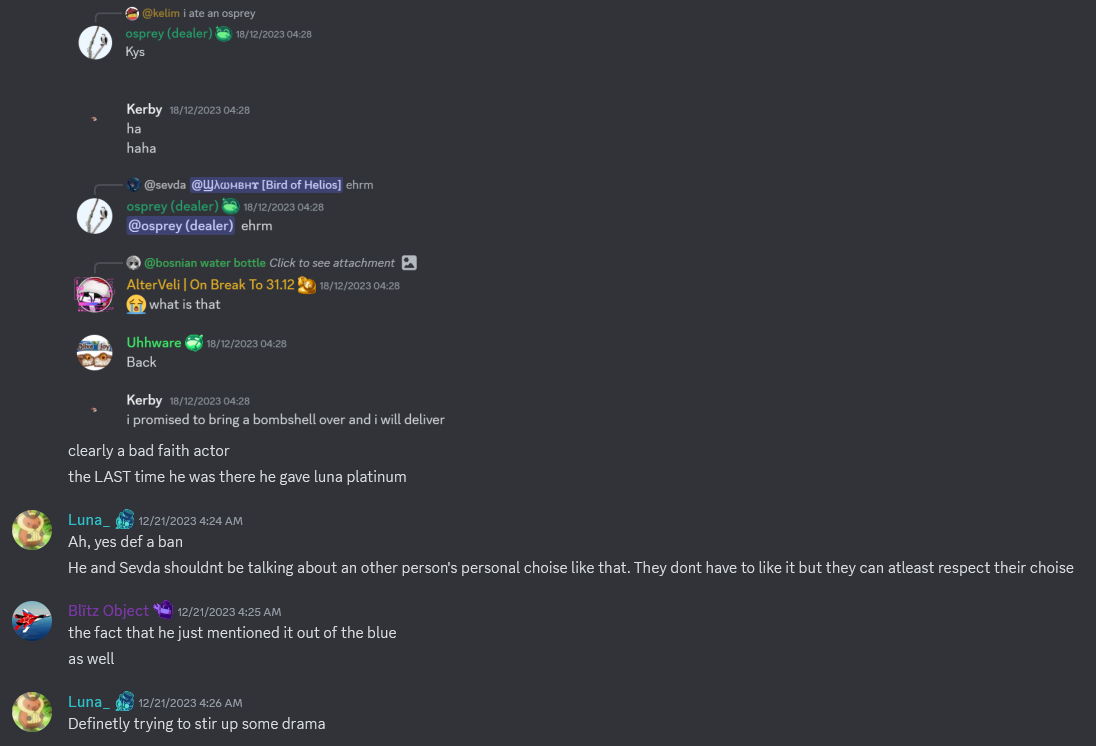 @kelim i ate an osprey
osprey (dealer) 18/12/2023 04:28
Kys
Kerby 18/12/2023 04:28
ha
haha
@sevda @Щλωнвнт [Bird of Helios] ehrm
osprey (dealer) 18/12/2023 04:28
@osprey (dealer) ehrm
@bosnian water bottle Click to see attachment
AlterVeli | On Break To 31.12 18/12/2023 04:28
😭 what is that
Uhhware 18/12/2023 04:28
Back
Kerby 18/12/2023 04:28
i promised to bring a bombshell over and i will deliver
clearly a bad faith actor
the LAST time he was there he gave luna platinum
Luna_ 12/21/2023 4:24 AM
Ah, yes def a ban
He and Sevda shouldnt be talking about an other person's personal choise like that. They dont have to like it but they can atleast respect their choise
Blĭtz Object 12/21/2023 4:25 AM
the fact that he just mentioned it out of the blue
as well
Luna_ 12/21/2023 4:26 AM
Definetly trying to stir up some drama